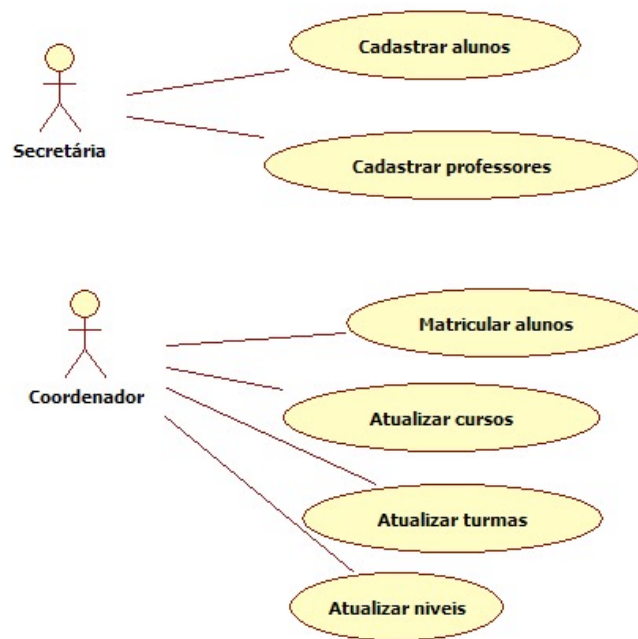 Cadastrar alunos
Secretária
Cadastrar professores
Matricular alunos
Coordenador
Atualizar cursos
Atualizar turmas
Atualizar niveis